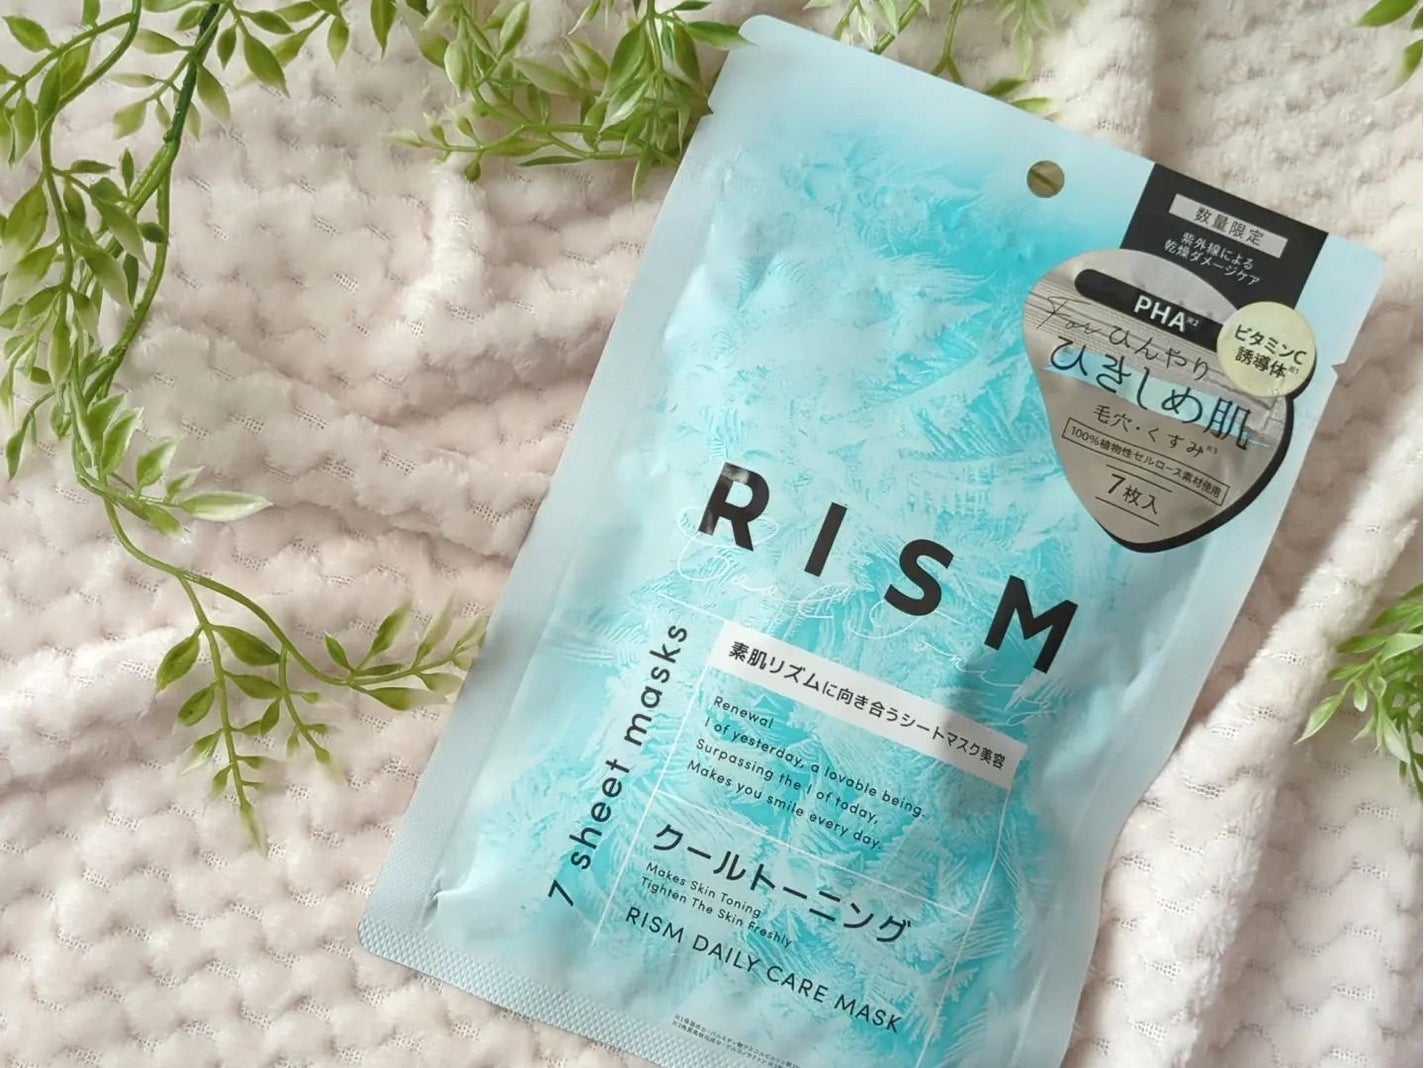 数量限定
紫外線による
乾燥ダメージケア
PHA※2
ビタミンC
誘導体※1
For ひんやり
ひきしめ肌
毛穴・くすみ※3
100%植物性セルロース素材使用
7枚入
RISM
Cool Toning
素肌リズムに向き合うシートマスク美容
Renewal
I of yesterday, a lovable being.
Surpassing the I of today,
Makes you smile every day.
7 sheet masks
クールトーニング
Makes Skin Toning
Tighten The Skin Freshly
RISM DAILY CARE MASK